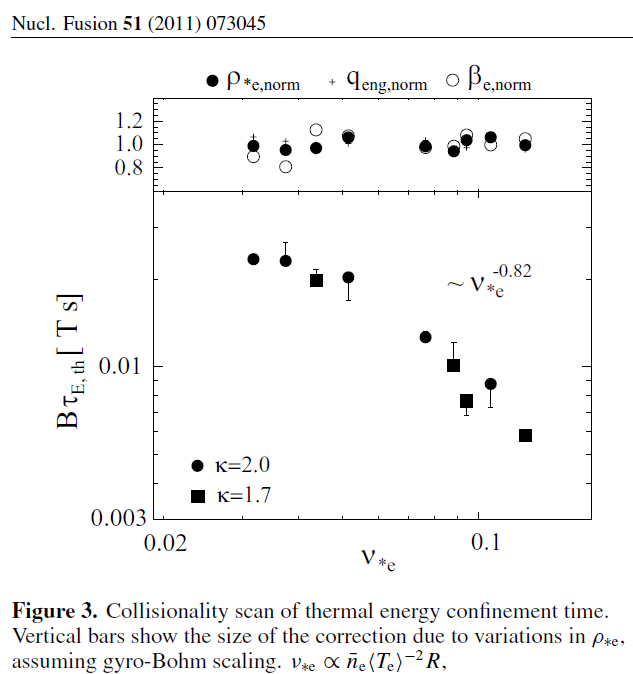 Nucl. Fusion 51 (2011) 073045
● ρ*e,norm + qeng,norm ○ βe,norm
1.2
1.0
0.8
~ ν*e^-0.82
BτE, th [ T s]
0.01
● κ=2.0
■ κ=1.7
0.003
0.02
0.1
ν*e
Figure 3. Collisionality scan of thermal energy confinement time.
Vertical bars show the size of the correction due to variations in ρ*e,
assuming gyro-Bohm scaling. ν*e ∝ n̄e⟨Te⟩−2R,